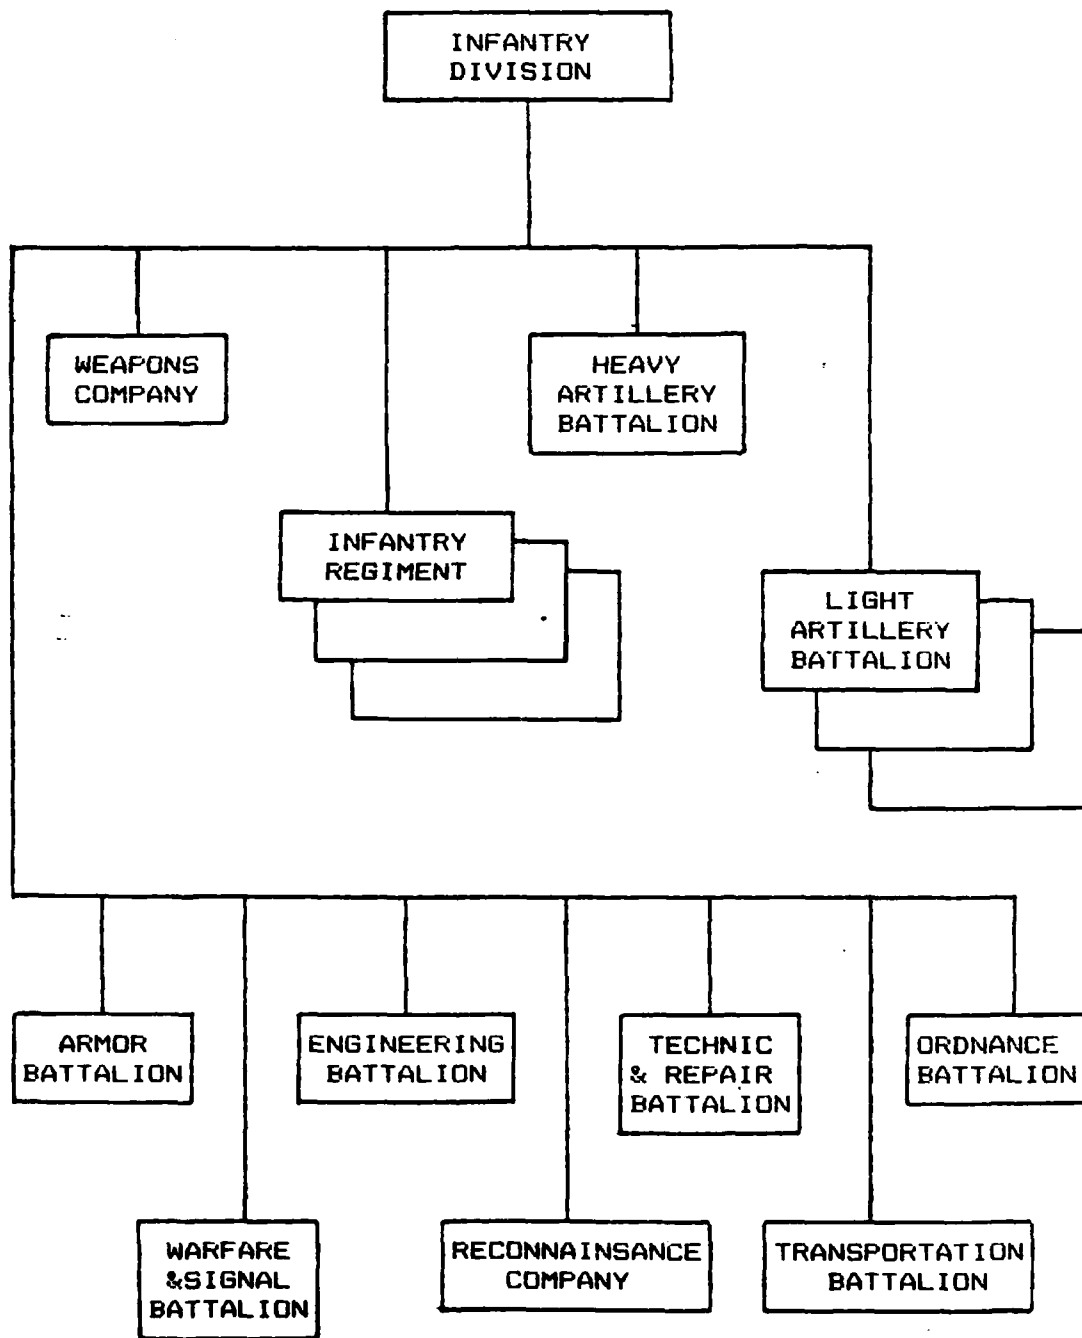 INFANTRY
DIVISION
WEAPONS
COMPANY
HEAVY
ARTILLERY
BATTALION
INFANTRY
REGIMENT
LIGHT
ARTILLERY
BATTALION
ARMOR
BATTALION
ENGINEERING
BATTALION
TECHNIC
& REPAIR
BATTALION
ORDNANCE
BATTALION
WARFARE
&SIGNAL
BATTALION
RECONNAINSANCE
COMPANY
TRANSPORTATION
BATTALION